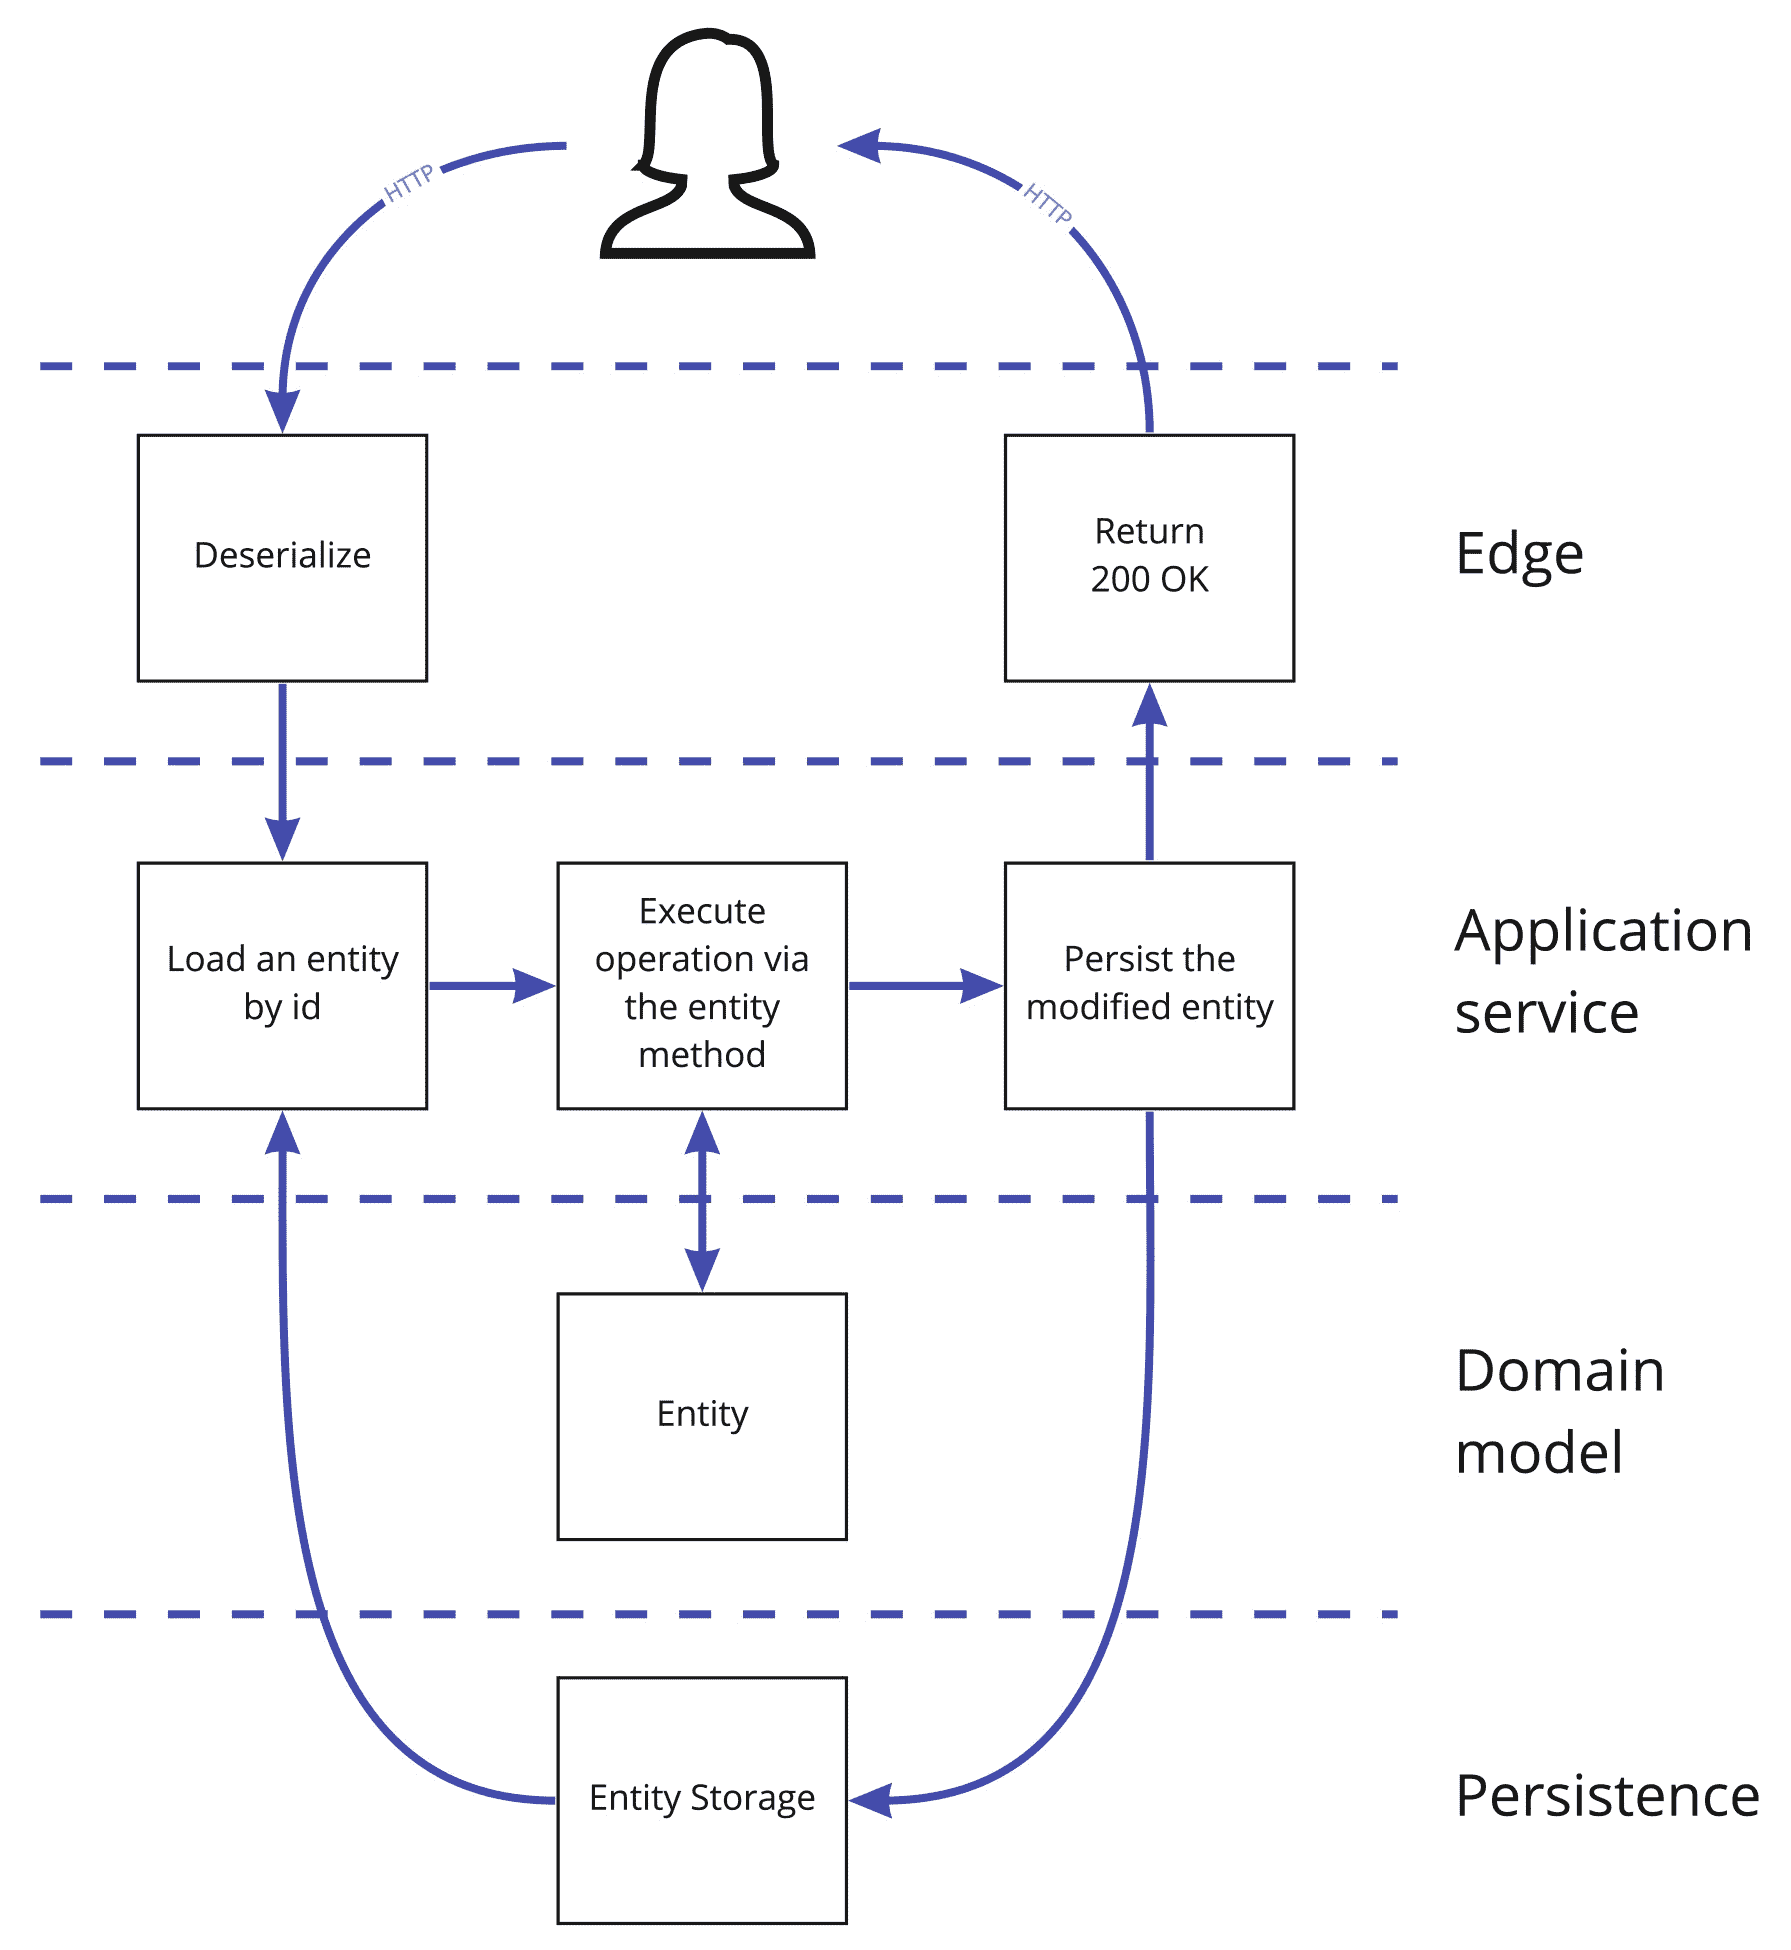 HTTP
HTTP
Deserialize
Return
200 OK
Edge
Load an entity
by id
Execute
operation via
the entity
method
Persist the
modified entity
Application
service
Entity
Domain
model
Entity Storage
Persistence